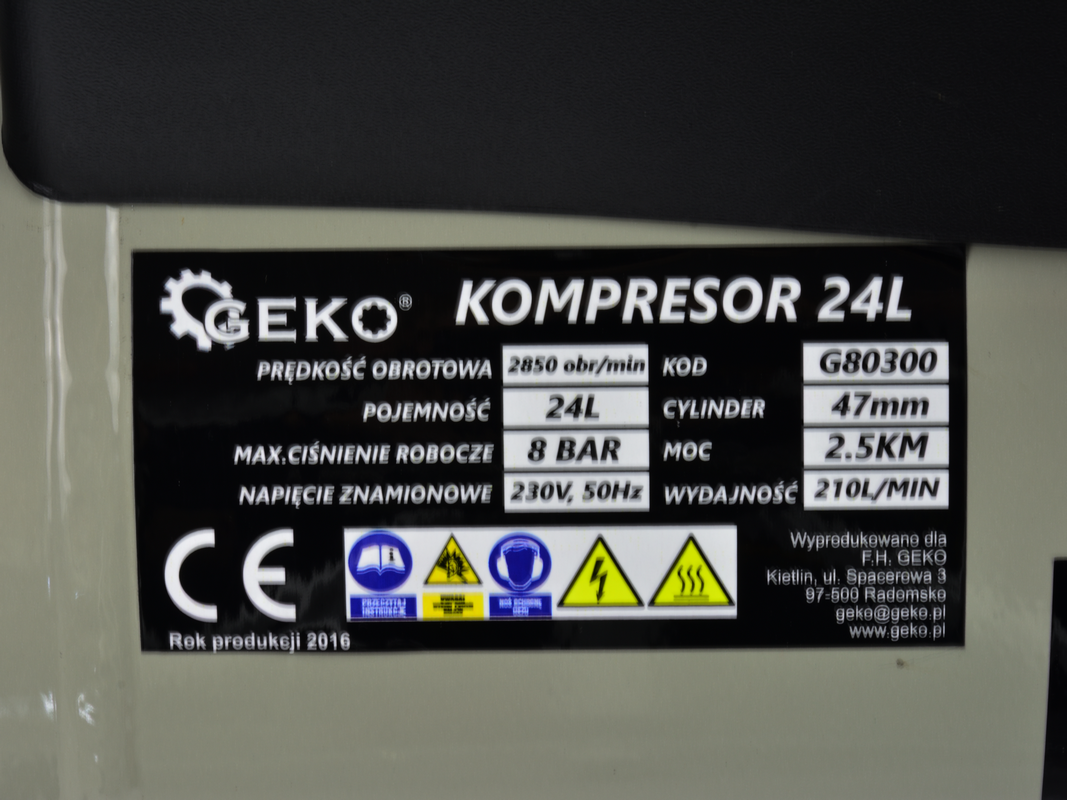 GEKO®
KOMPRESOR 24L
PRĘDKOŚĆ OBROTOWA 2850 obr/min KOD G80300
POJEMNOŚĆ 24L CYLINDER 47mm
MAX.CIŚNIENIE ROBOCZE 8 BAR MOC 2.5KM
NAPIĘCIE ZNAMIONOWE 230V, 50Hz WYDAJNOŚĆ 210L/MIN
CE
PRZECZYTAJ
INSTRUKCJĘ
Rok produkcji 2016
Wyprodukowano dla
F.H. GEKO
Kietlin, ul. Spacerowa 3
97-500 Radomsko
geko@geko.pl
www.geko.pl